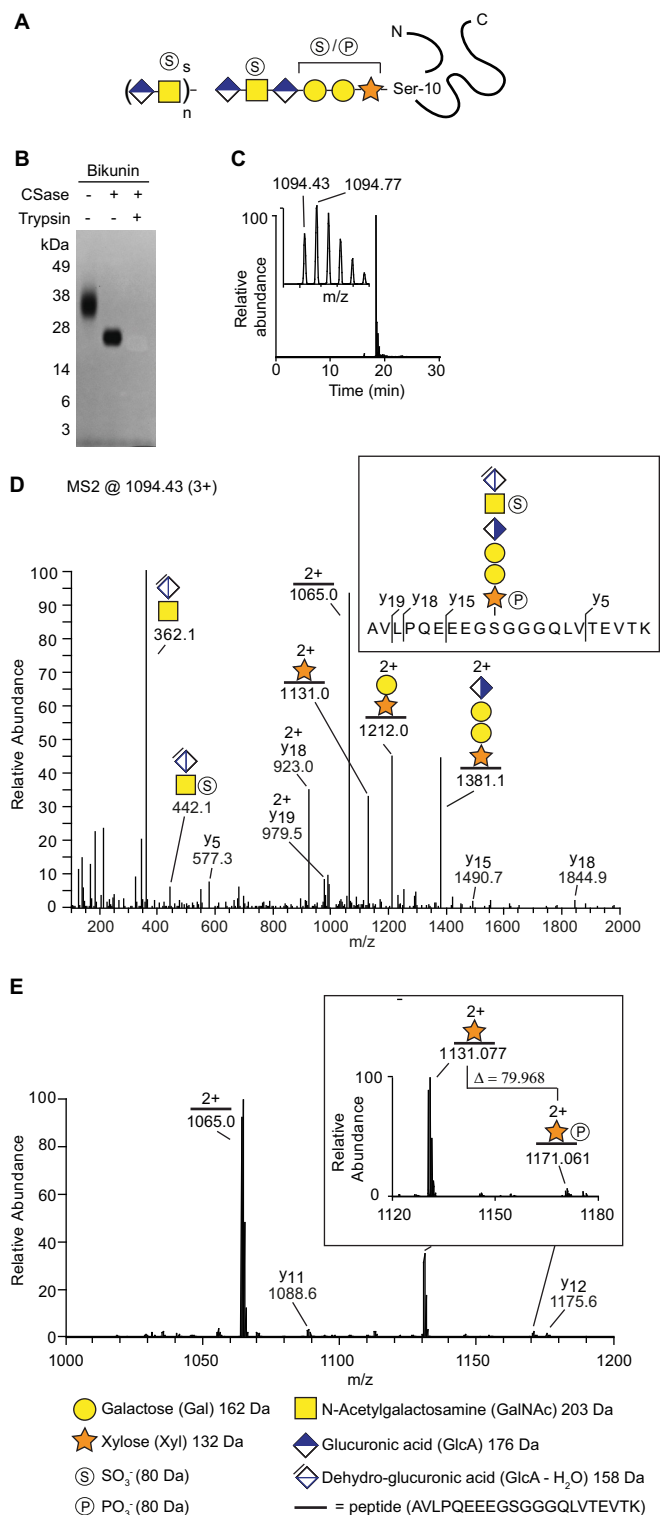 A
(S) s
(S)
(S)/(P)
N
C
( )n
Ser-10
B
Bikunin
CSase - + +
Trypsin - - +
kDa
49
38
28
14
6
3
C
1094.43
1094.77
100
Relative abundance
m/z
0
0 10 20 30
Time (min)
D MS2 @ 1094.43 (3+)
S
P
y19 y18 y15 y5
AVLPQEEEGSGGGQLVTEVTK
100
90
80
70
60
50
40
30
20
10
0
Relative Abundance
362.1
S
442.1
y5
577.3
2+
y18
923.0
2+
y19
979.5
2+
1065.0
2+
1131.0
2+
1212.0
2+
1381.1
y15
1490.7
y18
1844.9
200 400 600 800 1000 1200 1400 1600 1800 2000
m/z
E
100
80
60
40
20
0
Relative Abundance
2+
1065.0
y11
1088.6
y12
1175.6
1000 1050 1100 1150 1200
m/z
-
2+
1131.077
Δ = 79.968
2+
P
1171.061
100
0
Relative Abundance
1120 1150 1180
Galactose (Gal) 162 Da
N-Acetylgalactosamine (GalNAc) 203 Da
Xylose (Xyl) 132 Da
Glucuronic acid (GlcA) 176 Da
S SO3- (80 Da)
Dehydro-glucuronic acid (GlcA - H2O) 158 Da
P PO3- (80 Da)
= peptide (AVLPQEEEGSGGGQLVTEVTK)